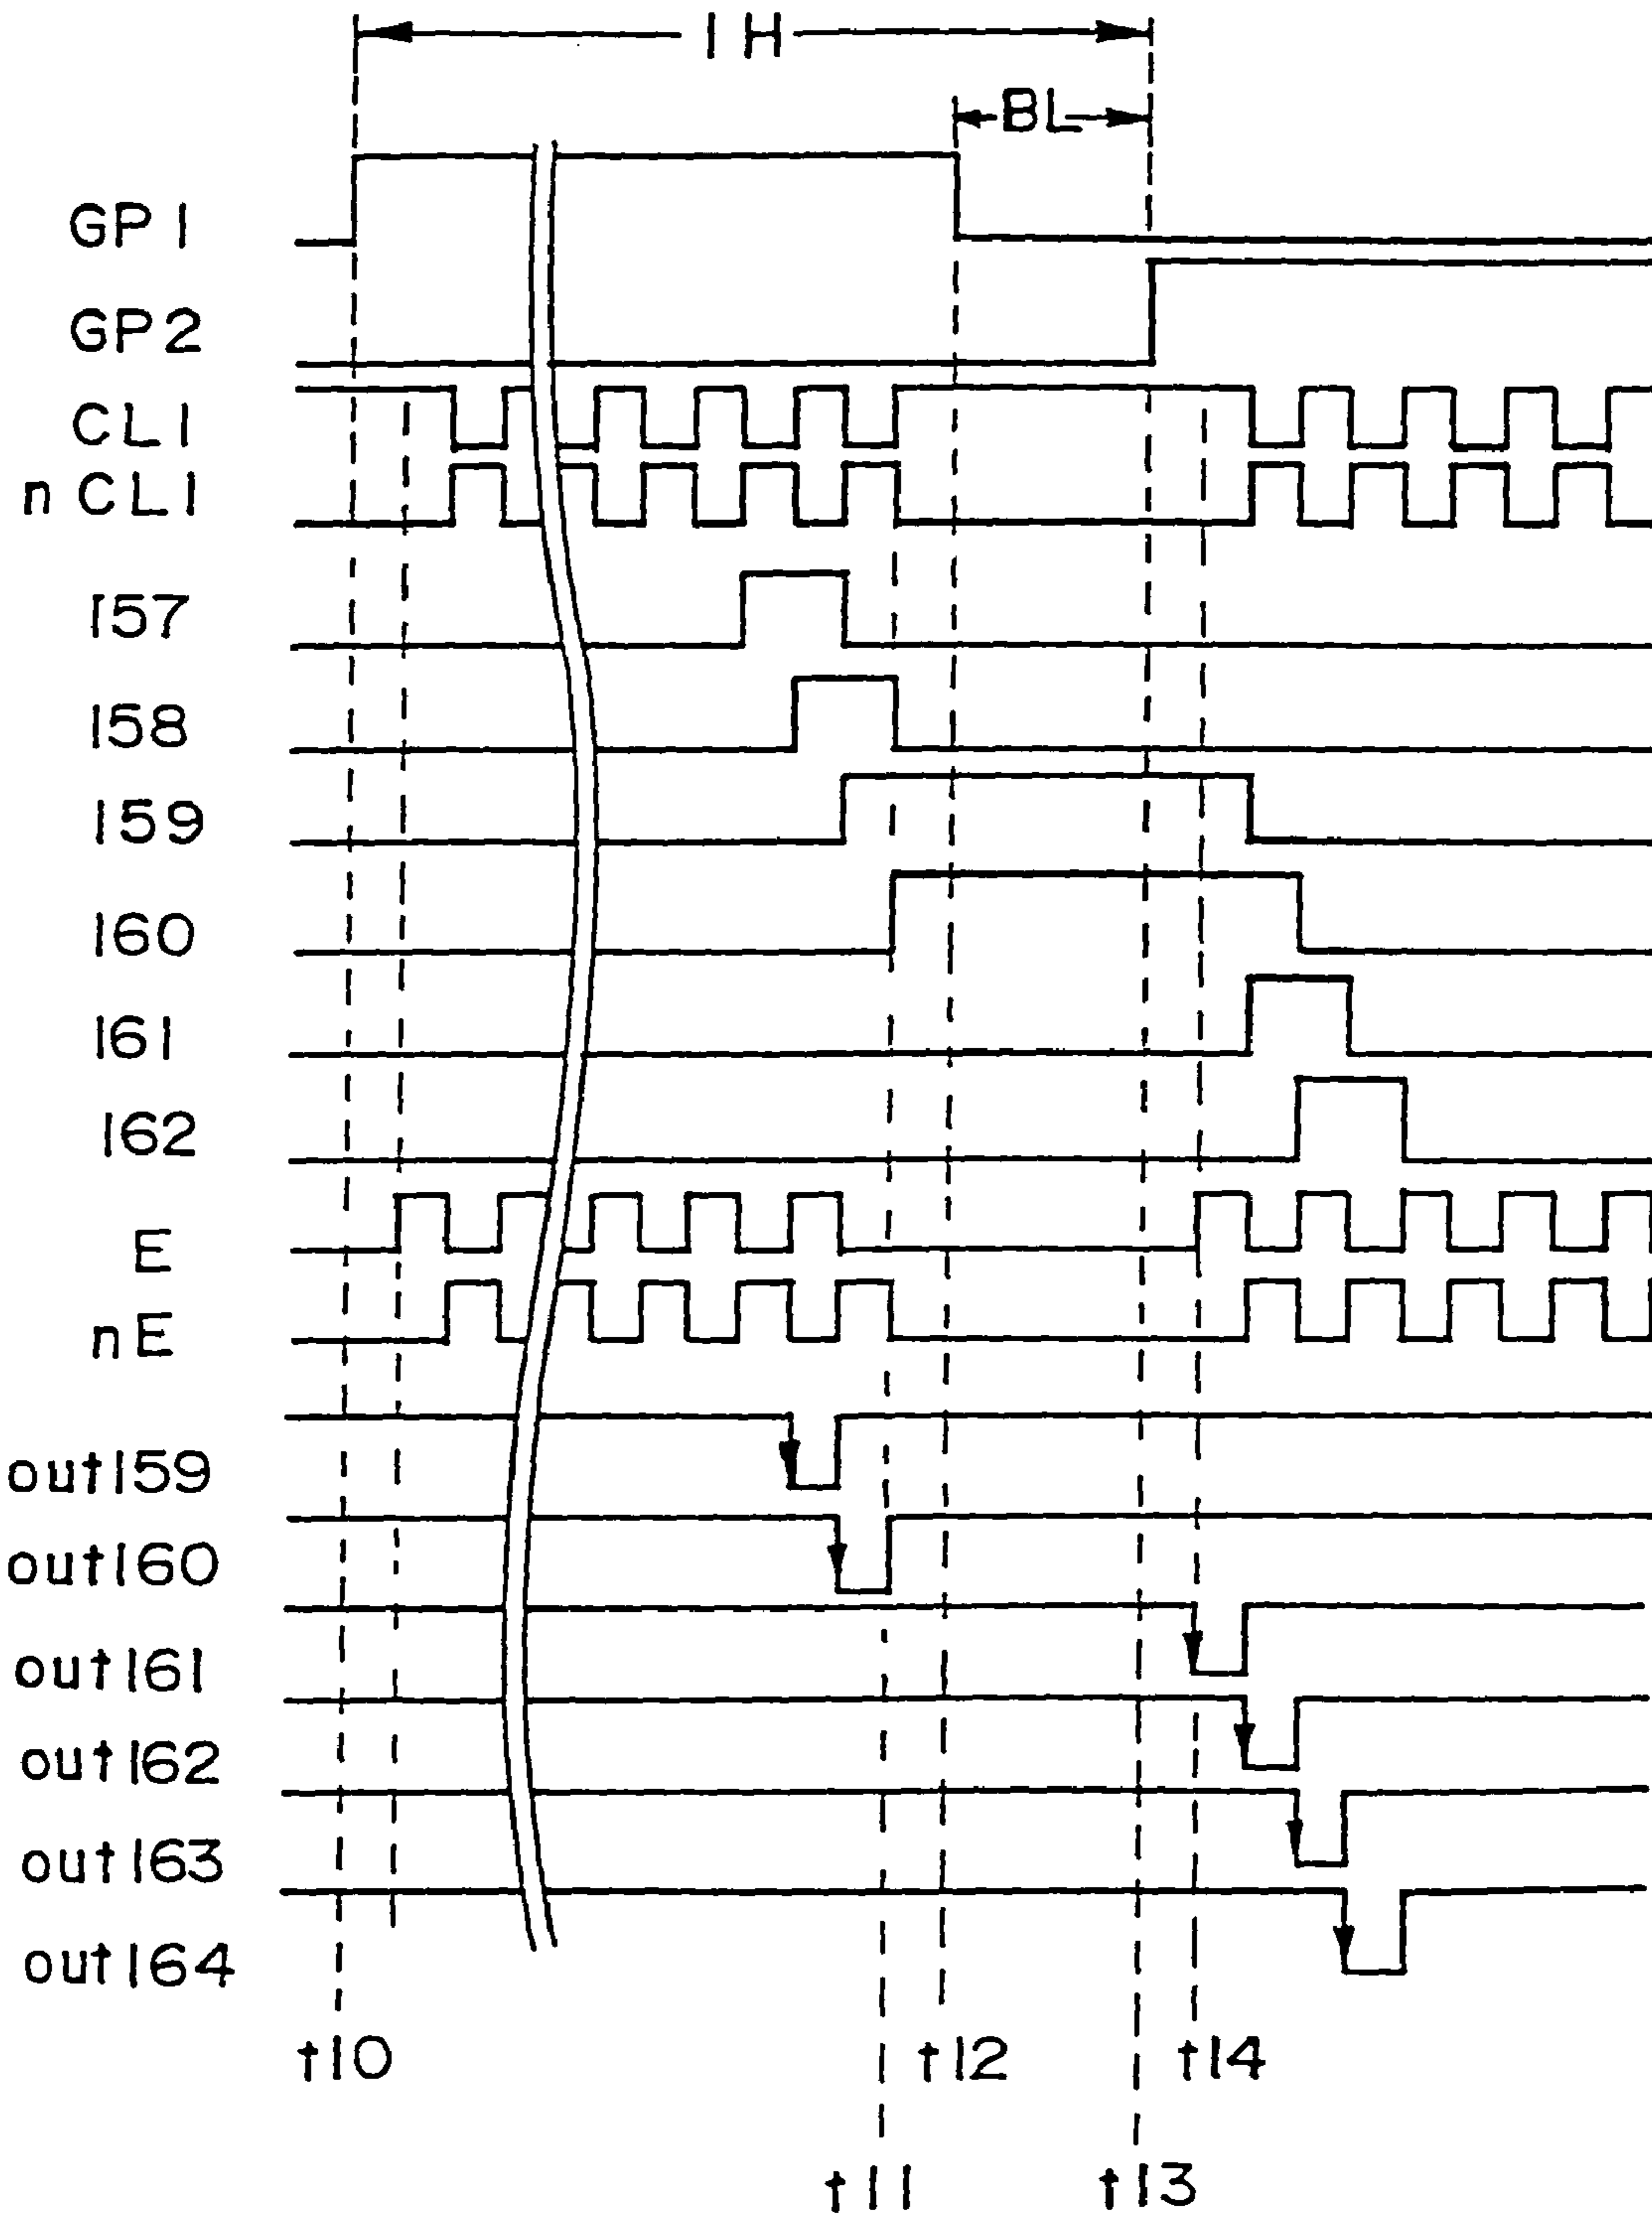 1H
BL
GP1
GP2
CL1
nCL1
157
158
159
160
161
162
E
nE
out159
out160
out161
out162
out163
out164
t10
t12
t14
t11
t13